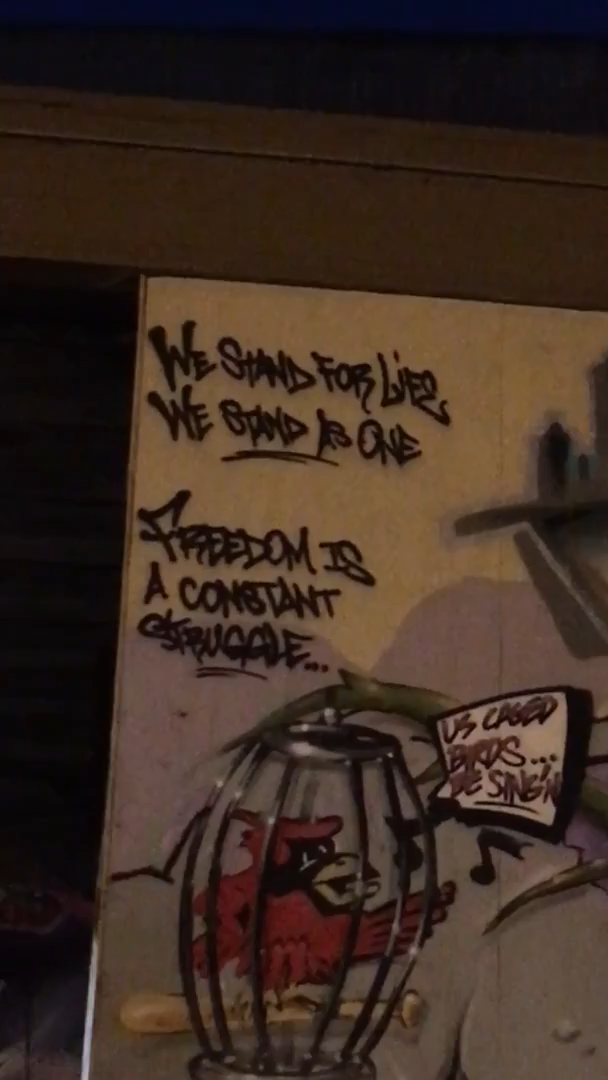 WE STAND FOR LIFE
WE STAND AS ONE
FREEDOM IS
A CONSTANT
STRUGGLE...
US CAGED
BIRDS...
BE SING'N